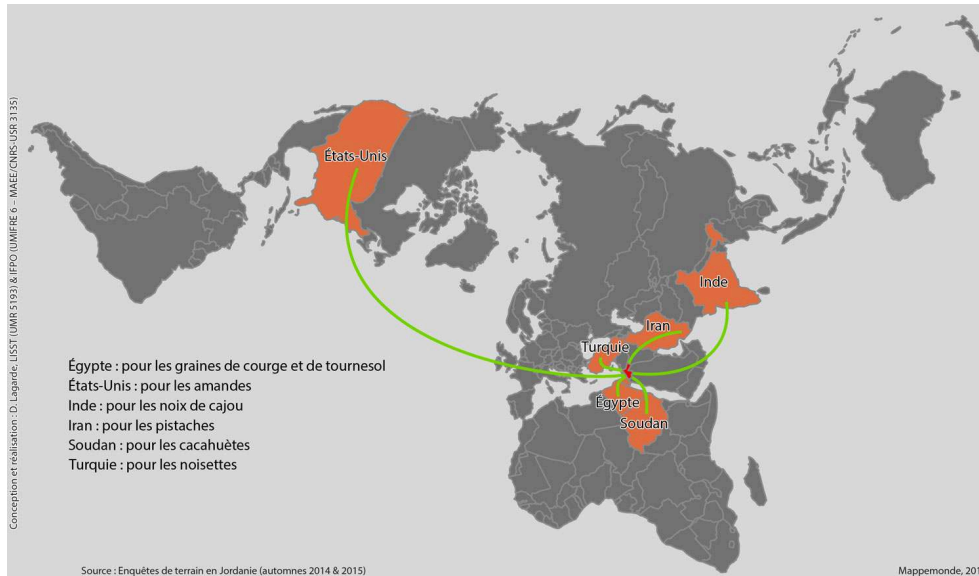 États-Unis
Inde
Iran
Turquie
Égypte
Soudan
Égypte : pour les graines de courge et de tournesol
États-Unis : pour les amandes
Inde : pour les noix de cajou
Iran : pour les pistaches
Soudan : pour les cacahuètes
Turquie : pour les noisettes
Conception et réalisation : D. Lagarde, LISST (UMR 5193) & IFPO (UMIFRE 6 – MAEE/CNRS-USR 3135)
Source : Enquêtes de terrain en Jordanie (automnes 2014 & 2015)
Mappemonde,